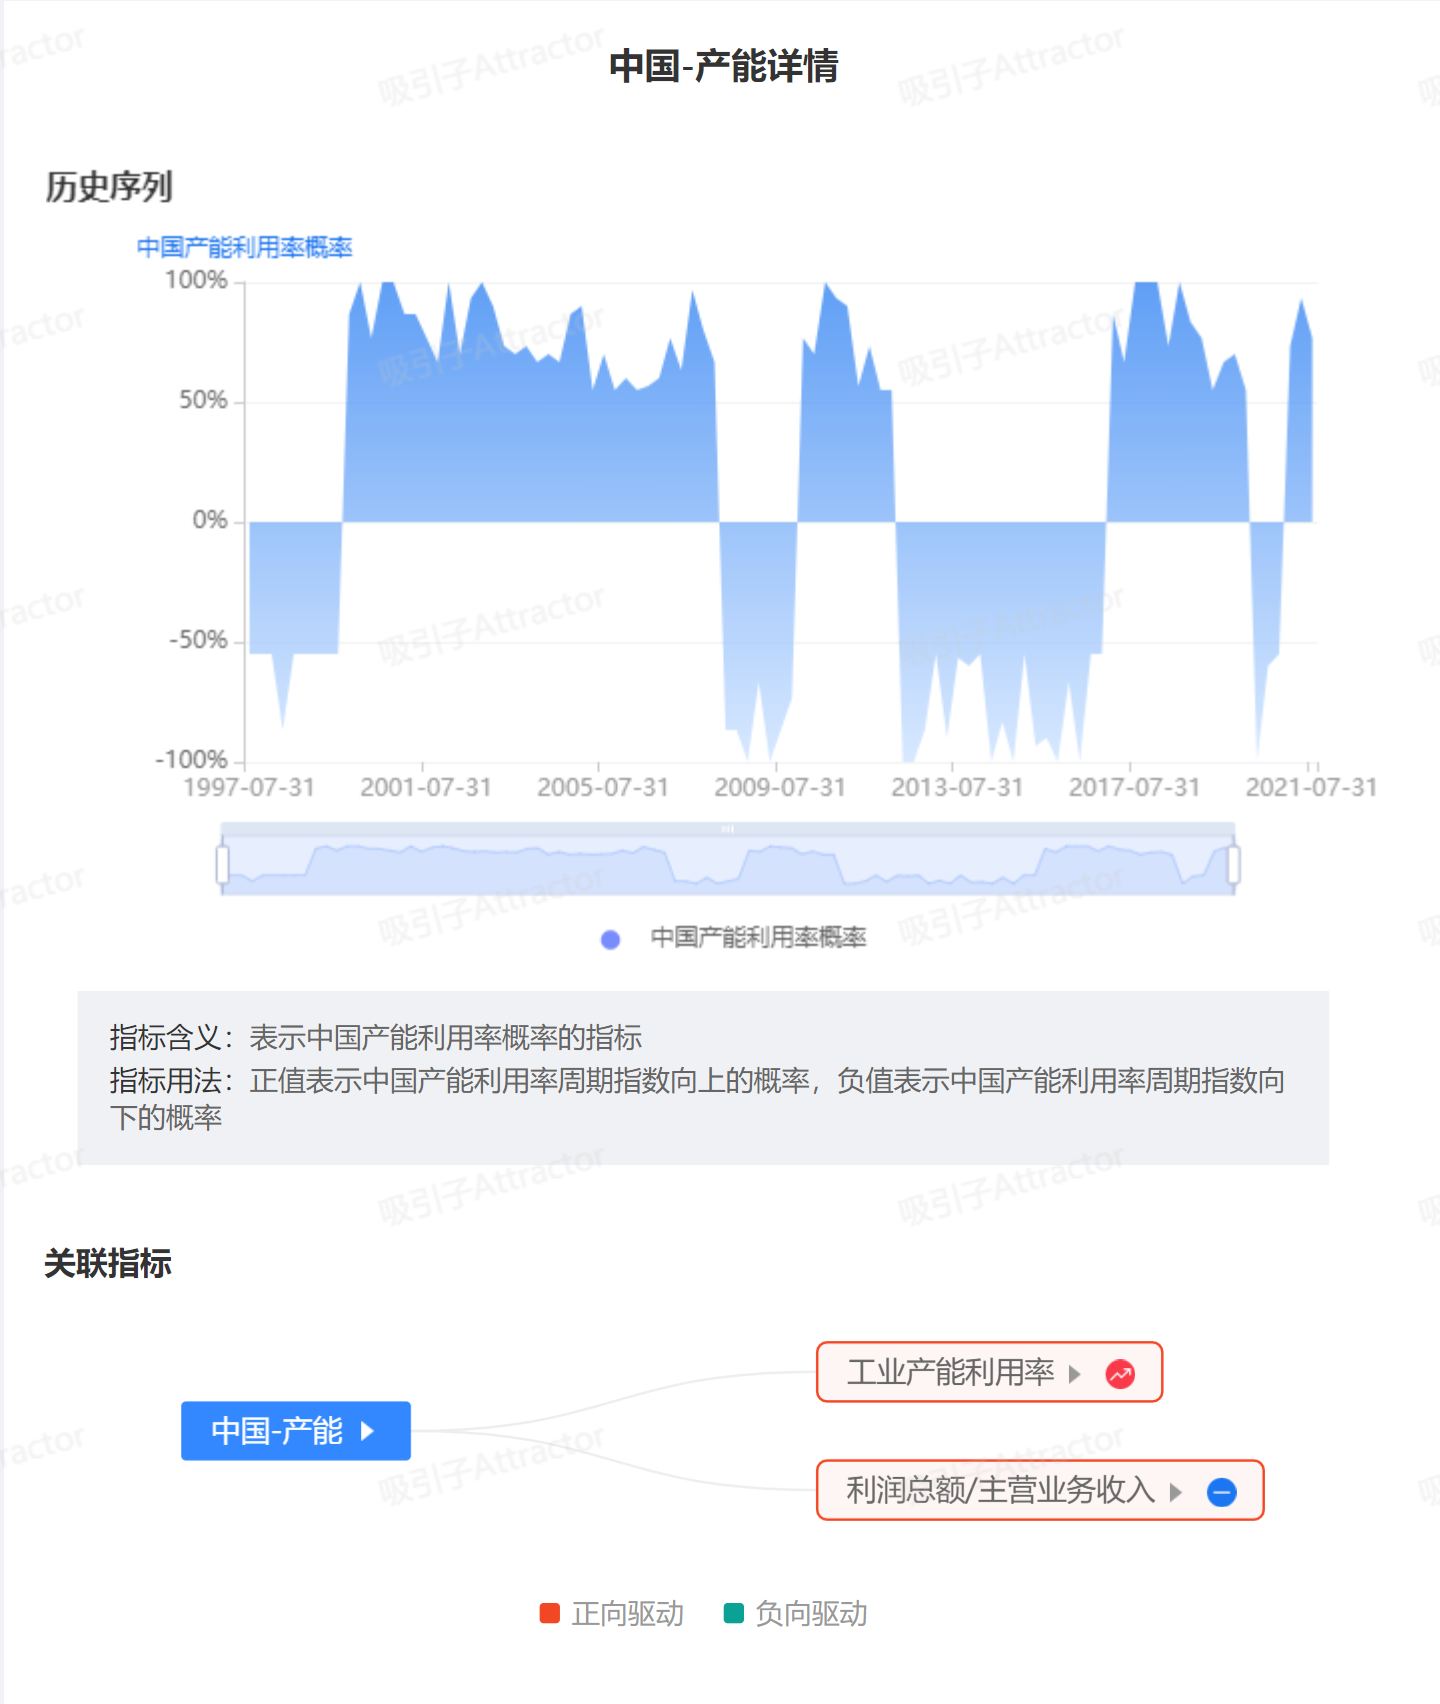 中国-产能详情
历史序列
中国产能利用率概率
100%
50%
0%
-50%
-100%
1997-07-31 2001-07-31 2005-07-31 2009-07-31 2013-07-31 2017-07-31 2021-07-31
中国产能利用率概率
指标含义：表示中国产能利用率概率的指标
指标用法：正值表示中国产能利用率周期指数向上的概率，负值表示中国产能利用率周期指数向
下的概率
关联指标
工业产能利用率
中国-产能
利润总额/主营业务收入
正向驱动 负向驱动
吸引子Attractor